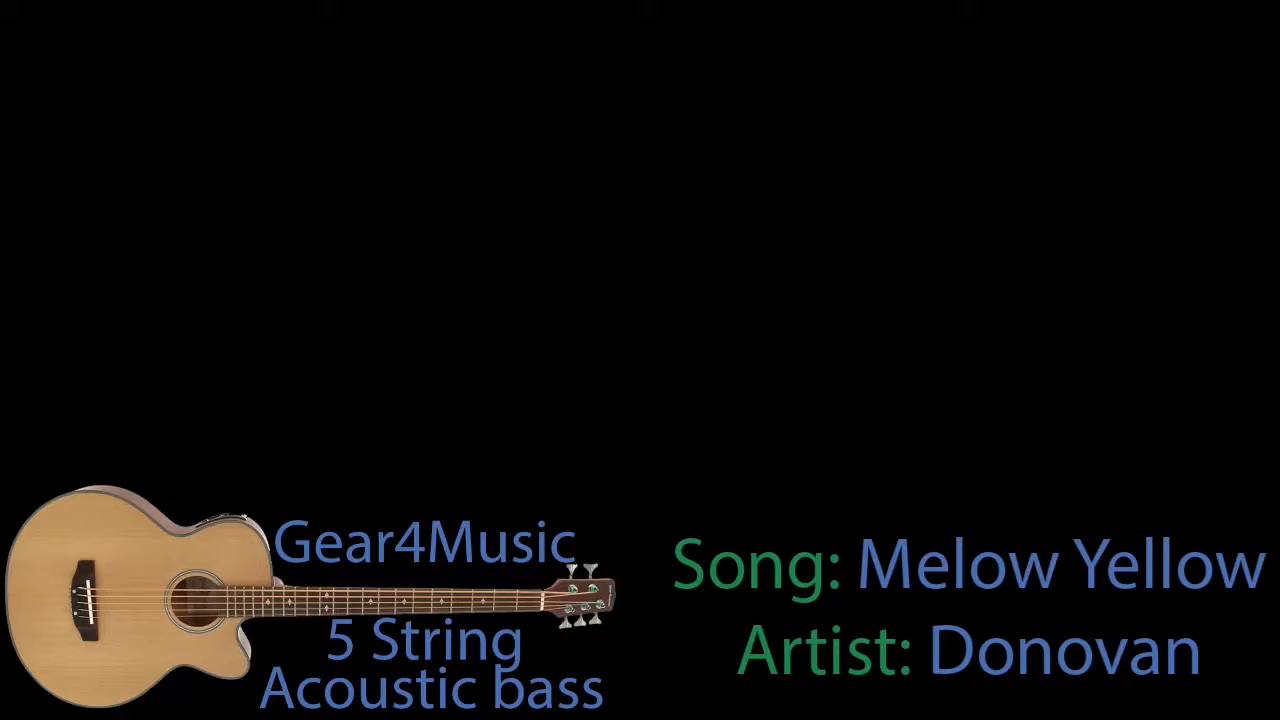 Gear4Music
5 String
Acoustic bass
Song: Melow Yellow
Artist: Donovan